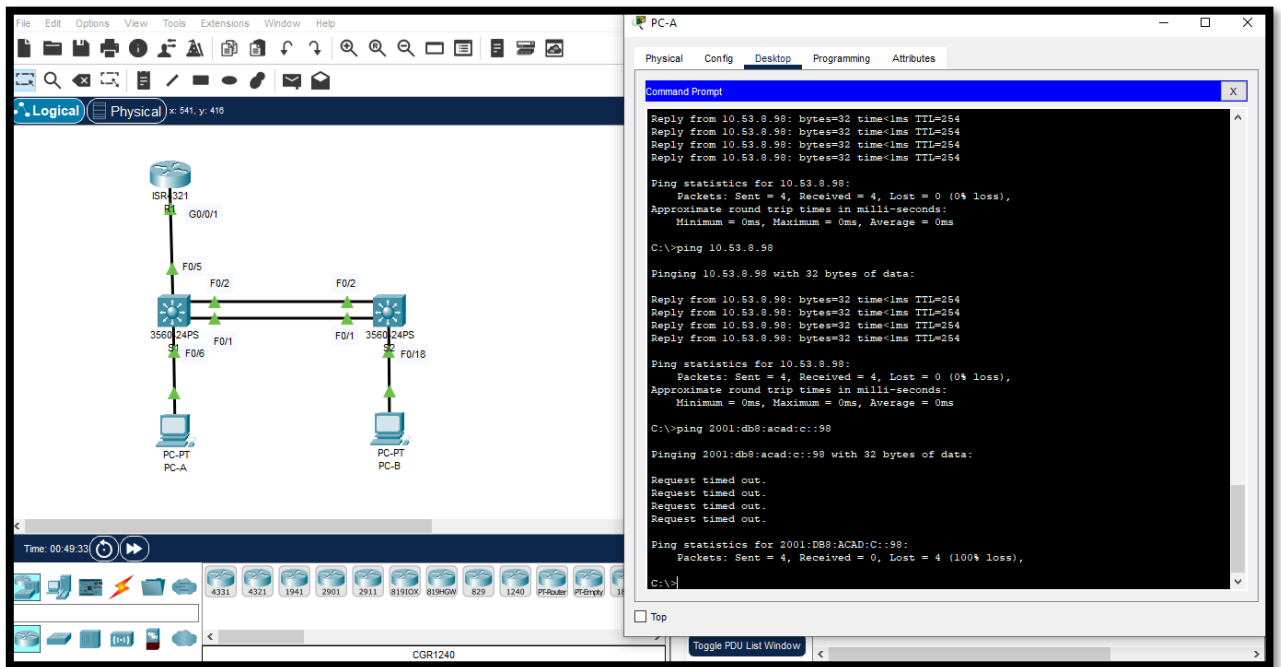 File Edit Options View Tools Extensions Window Help
Logical
Physical
x: 541, y: 416
ISR4321
R1
G0/0/1
F0/5
F0/2
F0/2
3560-24PS
S1
F0/1
F0/6
F0/1
3560-24PS
S2
F0/18
PC-PT
PC-A
PC-PT
PC-B
Time: 00:49:33
4331 4321 1941 2901 2911 819IOX 819HGW 829 1240 PT-Router PT-Empty
CGR1240
PC-A
Physical Config Desktop Programming Attributes
Command Prompt
X
Reply from 10.53.8.98: bytes=32 time<1ms TTL=254
Reply from 10.53.8.98: bytes=32 time<1ms TTL=254
Reply from 10.53.8.98: bytes=32 time<1ms TTL=254
Reply from 10.53.8.98: bytes=32 time<1ms TTL=254
Ping statistics for 10.53.8.98:
Packets: Sent = 4, Received = 4, Lost = 0 (0% loss),
Approximate round trip times in milli-seconds:
Minimum = 0ms, Maximum = 0ms, Average = 0ms
C:\>ping 10.53.8.98
Pinging 10.53.8.98 with 32 bytes of data:
Reply from 10.53.8.98: bytes=32 time<1ms TTL=254
Reply from 10.53.8.98: bytes=32 time<1ms TTL=254
Reply from 10.53.8.98: bytes=32 time<1ms TTL=254
Reply from 10.53.8.98: bytes=32 time<1ms TTL=254
Ping statistics for 10.53.8.98:
Packets: Sent = 4, Received = 4, Lost = 0 (0% loss),
Approximate round trip times in milli-seconds:
Minimum = 0ms, Maximum = 0ms, Average = 0ms
C:\>ping 2001:db8:acad:c::98
Pinging 2001:db8:acad:c::98 with 32 bytes of data:
Request timed out.
Request timed out.
Request timed out.
Request timed out.
Ping statistics for 2001:DB8:ACAD:C::98:
Packets: Sent = 4, Received = 0, Lost = 4 (100% loss),
C:\>
Top
Toggle PDU List Window